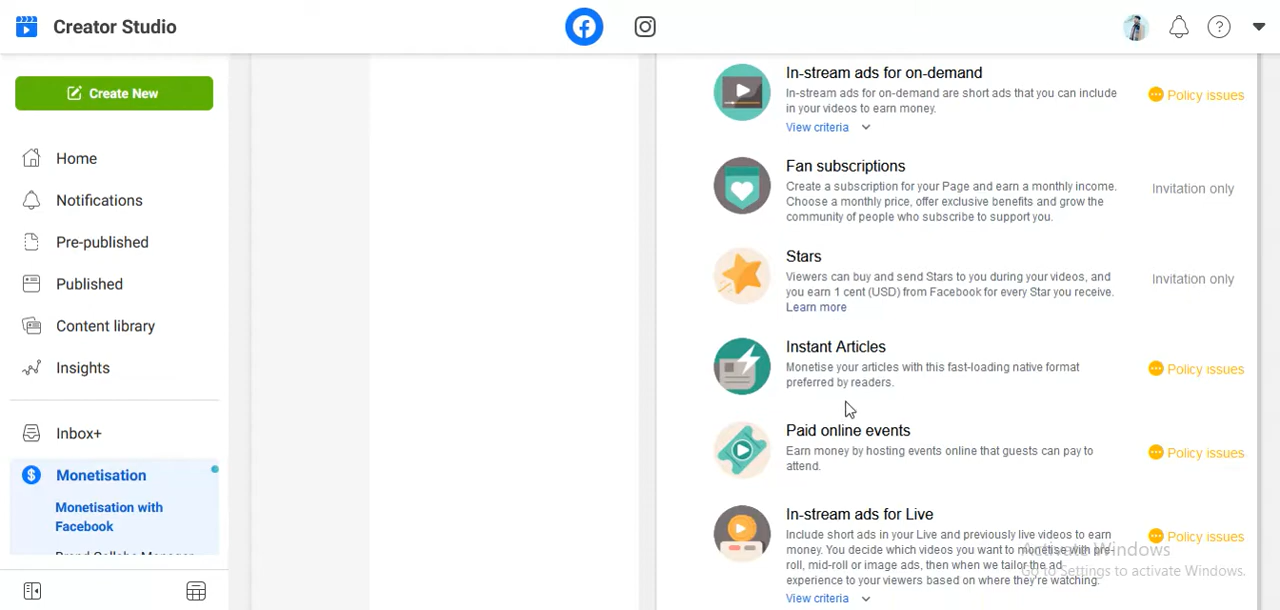 Creator Studio
Create New
Home
Notifications
Pre-published
Published
Content library
Insights
Inbox+
Monetisation
Monetisation with
Facebook
Brand Collabs Manager
In-stream ads for on-demand
In-stream ads for on-demand are short ads that you can include
in your videos to earn money.
View criteria
Policy issues
Fan subscriptions
Create a subscription for your Page and earn a monthly income.
Choose a monthly price, offer exclusive benefits and grow the
community of people who subscribe to support you.
Invitation only
Stars
Viewers can buy and send Stars to you during your videos, and
you earn 1 cent (USD) from Facebook for every Star you receive.
Learn more
Invitation only
Instant Articles
Monetise your articles with this fast-loading native format
preferred by readers.
Policy issues
Paid online events
Earn money by hosting events online that guests can pay to
attend.
Policy issues
In-stream ads for Live
Include short ads in your Live and previously live videos to earn
money. You decide which videos you want to monetise with pre-
roll, mid-roll or image ads, then when we tailor the ad
experience to your viewers based on where they're watching.
View criteria
Policy issues
Activate Windows
Go to Settings to activate Windows.